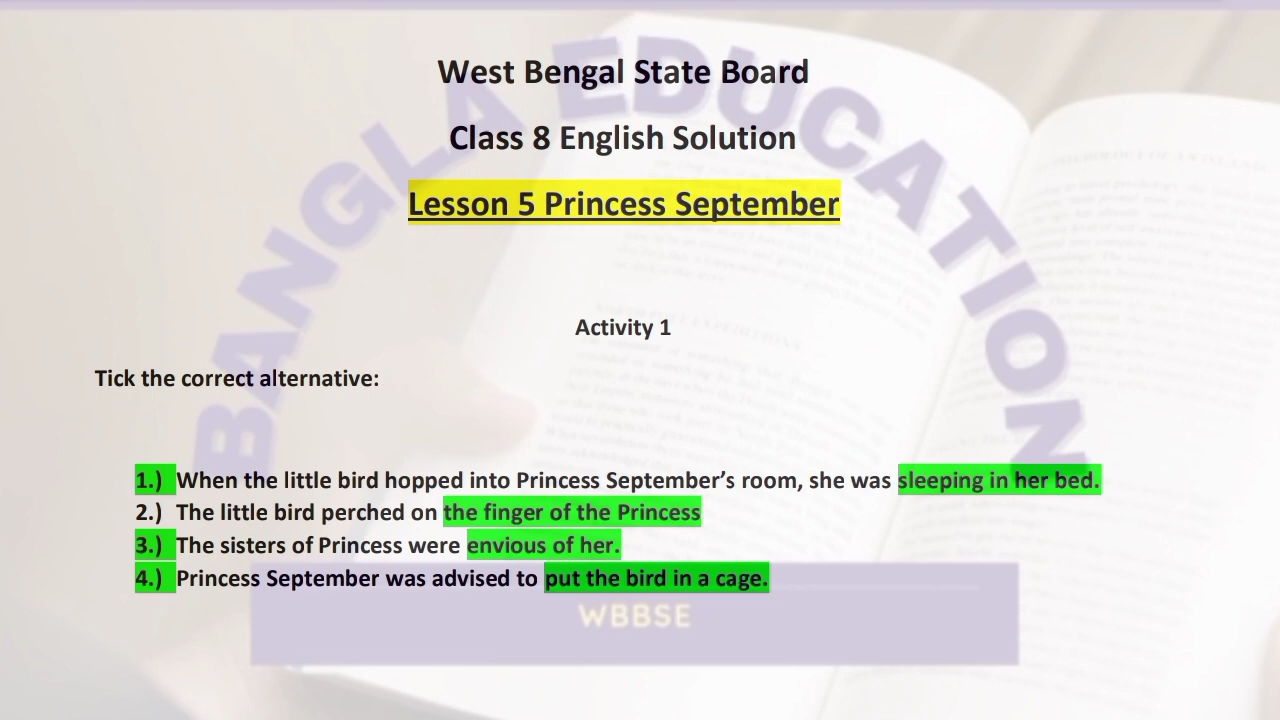 West Bengal State Board
Class 8 English Solution
Lesson 5 Princess September
BANGLA EDUCATION
Activity 1
Tick the correct alternative:
1.) When the little bird hopped into Princess September’s room, she was sleeping in her bed.
2.) The little bird perched on the finger of the Princess
3.) The sisters of Princess were envious of her.
4.) Princess September was advised to put the bird in a cage.
WBBSE